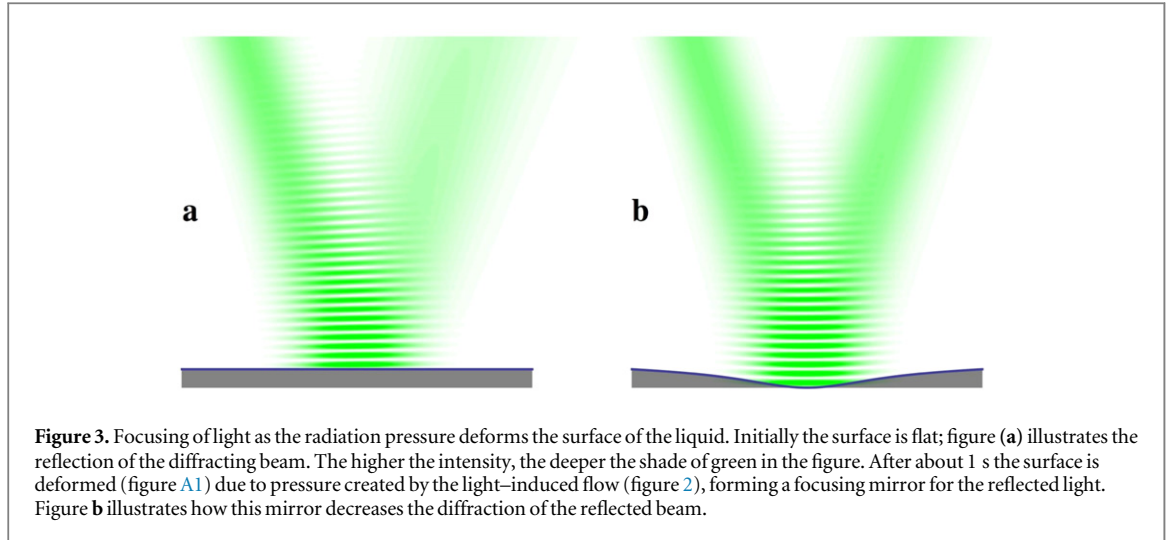 a
b
Figure 3. Focusing of light as the radiation pressure deforms the surface of the liquid. Initially the surface is flat; figure (a) illustrates the
reflection of the diffracting beam. The higher the intensity, the deeper the shade of green in the figure. After about 1 s the surface is
deformed (figure A1) due to pressure created by the light–induced flow (figure 2), forming a focusing mirror for the reflected light.
Figure b illustrates how this mirror decreases the diffraction of the reflected beam.